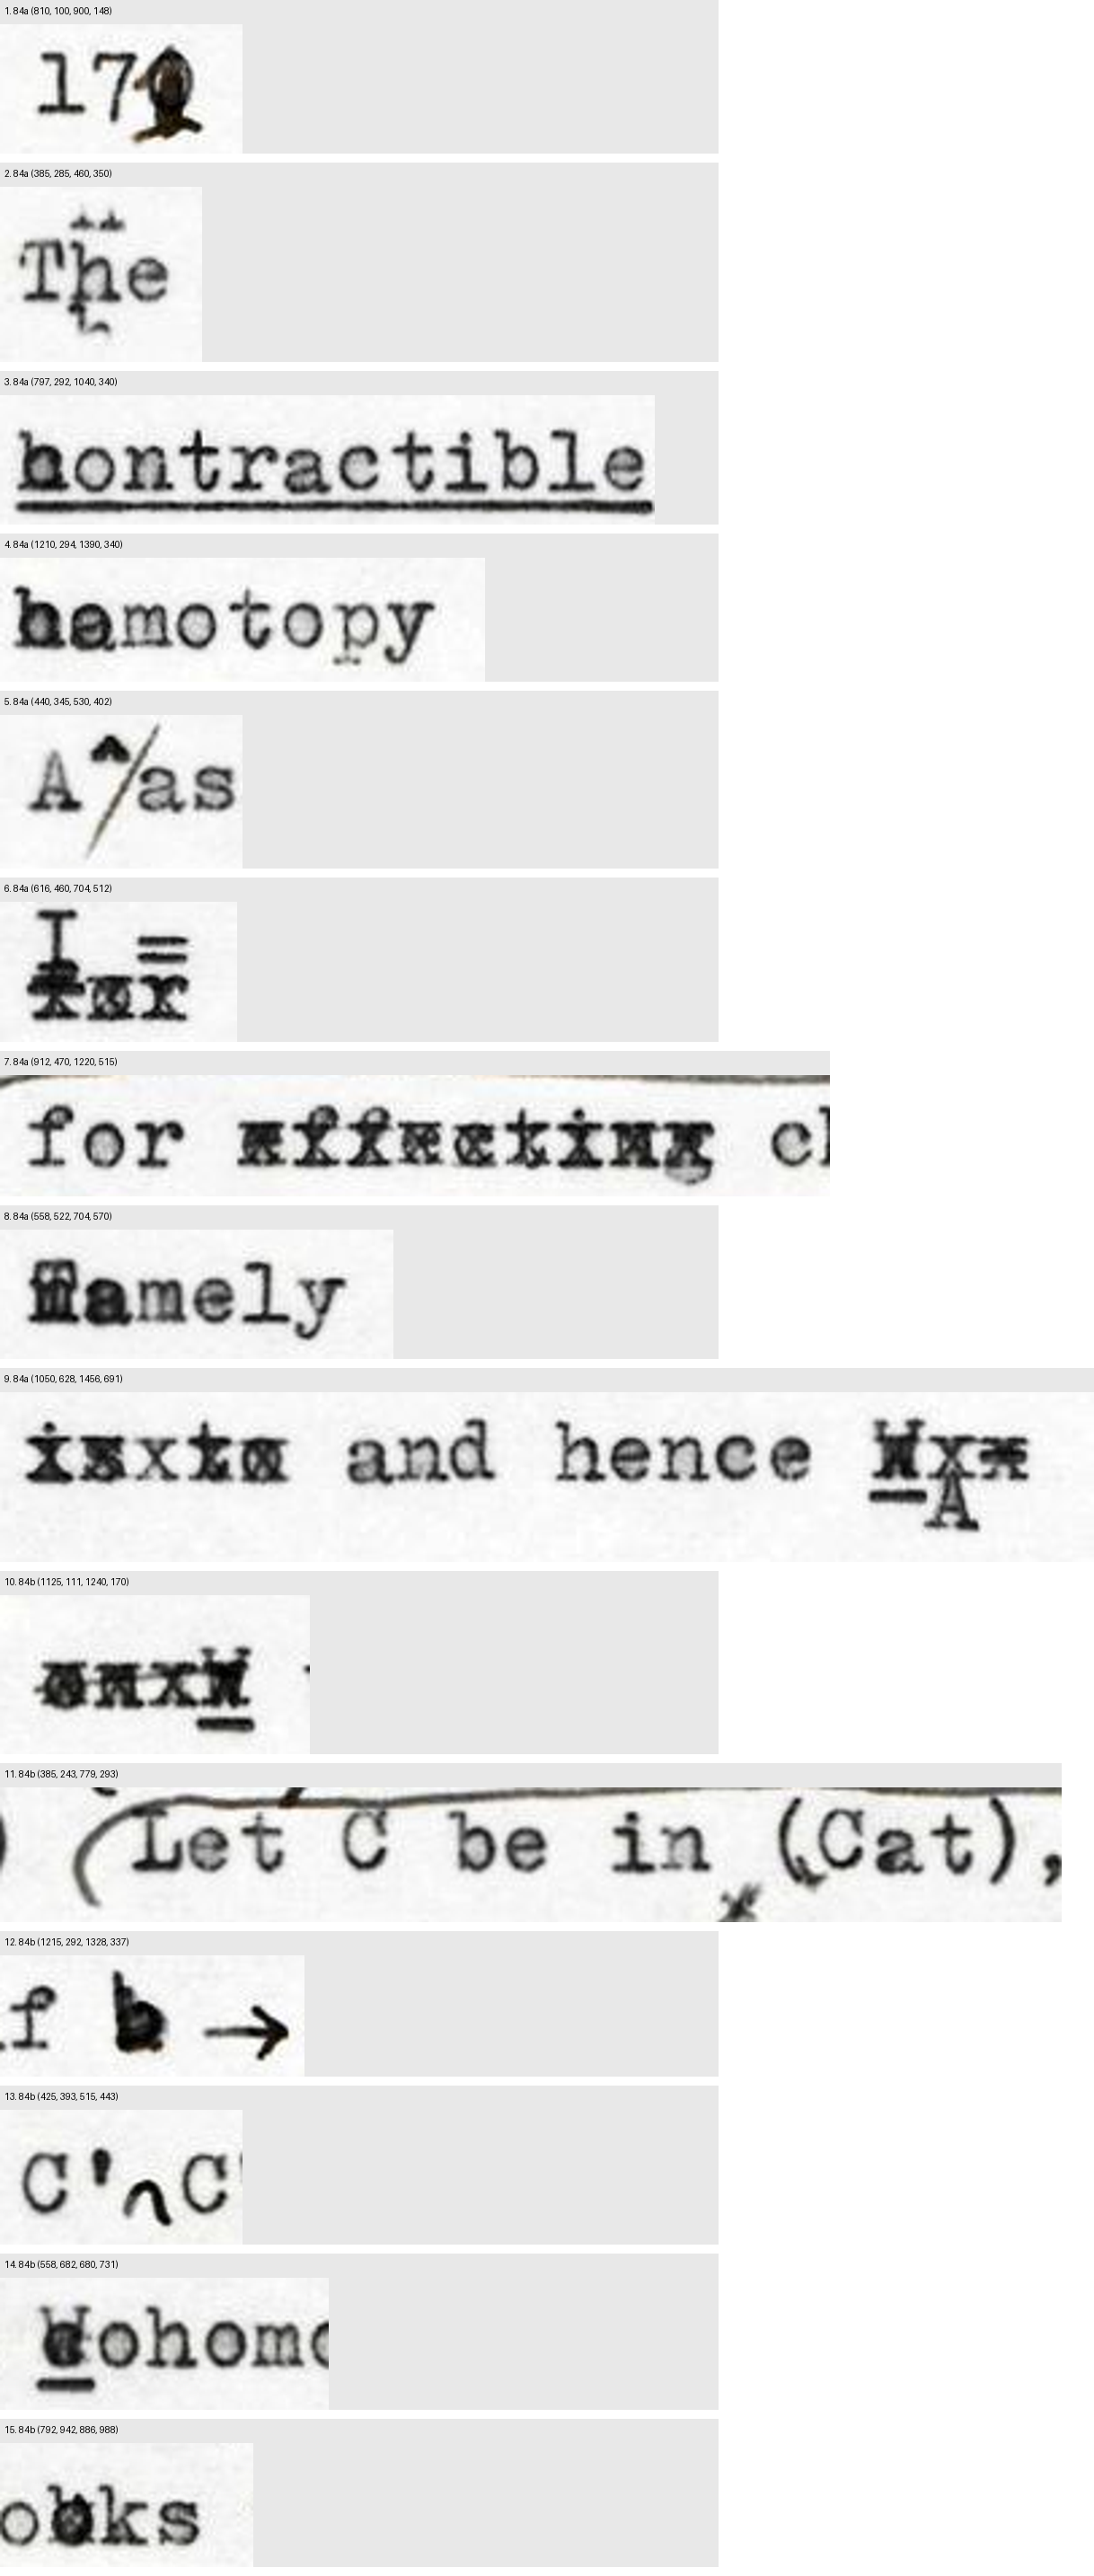 1. 84a (810, 100, 900, 148)
17
2. 84a (385, 285, 460, 350)
The
3. 84a (797, 292, 1040, 340)
contractible
4. 84a (1210, 294, 1390, 340)
homotopy
5. 84a (440, 345, 530, 402)
A^/as
6. 84a (616, 460, 704, 512)
I =
7. 84a (912, 470, 1220, 515)
for effecting
8. 84a (558, 522, 704, 570)
namely
9. 84a (1050, 628, 1456, 691)
and hence
10. 84b (1125, 111, 1240, 170)
11. 84b (385, 243, 779, 293)
(Let C be in (Cat),
12. 84b (1215, 292, 1328, 337)
f b →
13. 84b (425, 393, 515, 443)
C'∩C'
14. 84b (558, 682, 680, 731)
cohomo
15. 84b (792, 942, 886, 988)
ooks